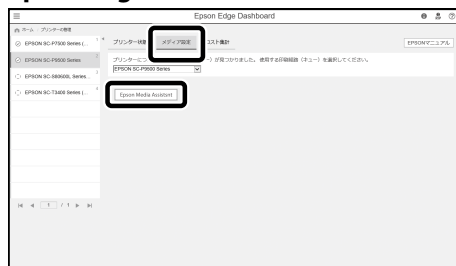 Epson Edge Dashboard
ホーム プリンターの管理
EPSON SC-P7500 Series (...
EPSON SC-P9500 Series
EPSON SC-S80600L Series...
EPSON SC-T3400 Series (...
プリンター状態 メディア設定 コスト集計
EPSONマニュアル
が見つかりました。 使用する印刷経路（キュー）を選択してください。
EPSON SC-P9500 Series
Epson Media Assistant
1 / 1